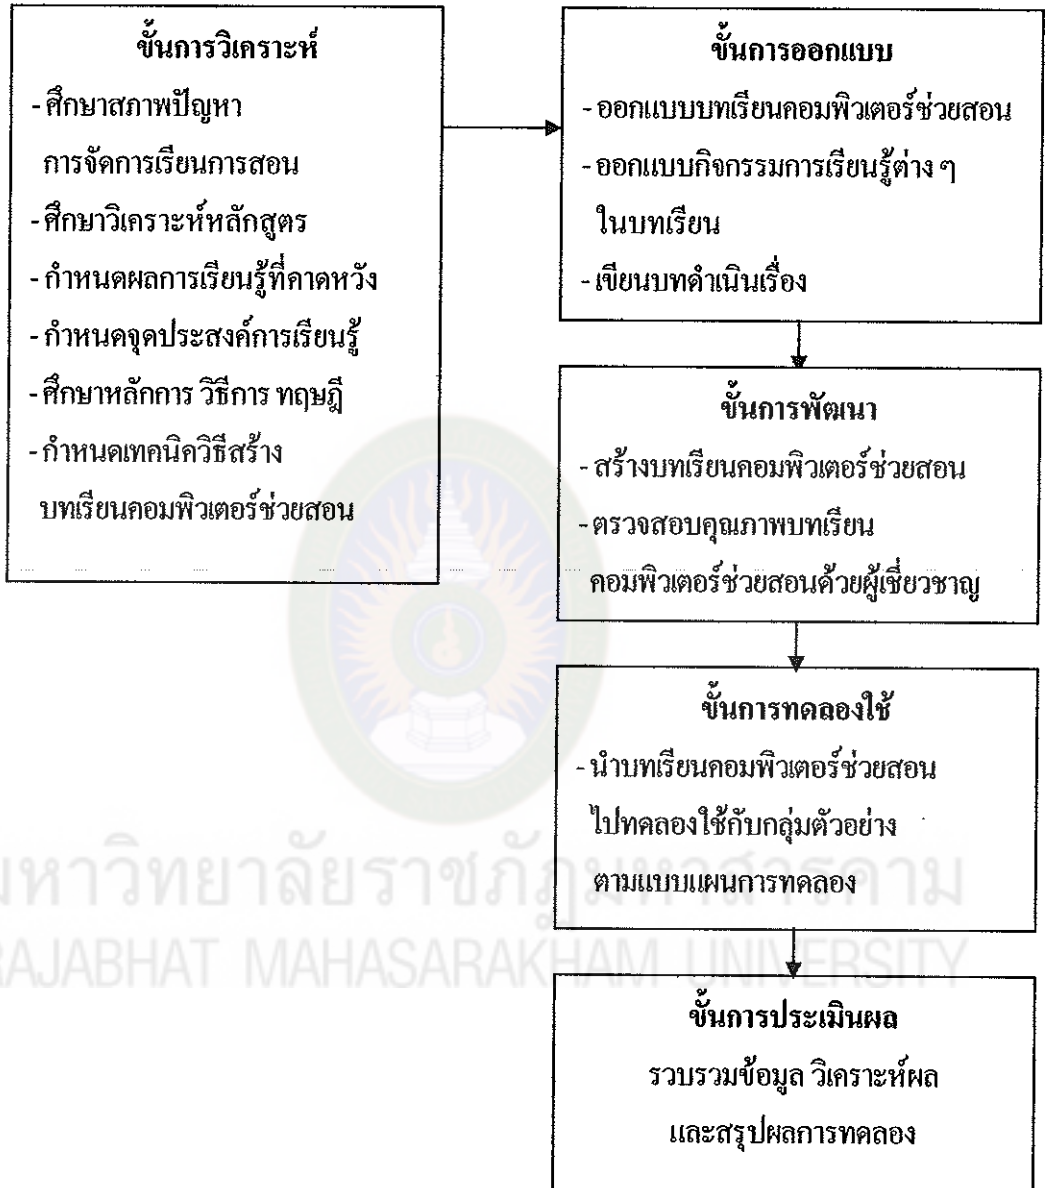 ขั้นการวิเคราะห์
- ศึกษาสภาพปัญหา
การจัดการเรียนการสอน
- ศึกษาวิเคราะห์หลักสูตร
- กำหนดผลการเรียนรู้ที่คาดหวัง
- กำหนดจุดประสงค์การเรียนรู้
- ศึกษาหลักการ วิธีการ ทฤษฎี
- กำหนดเทคนิควิธีสร้าง
บทเรียนคอมพิวเตอร์ช่วยสอน
ขั้นการออกแบบ
- ออกแบบบทเรียนคอมพิวเตอร์ช่วยสอน
- ออกแบบกิจกรรมการเรียนรู้ต่าง ๆ
ในบทเรียน
- เขียนบทดำเนินเรื่อง
ขั้นการพัฒนา
- สร้างบทเรียนคอมพิวเตอร์ช่วยสอน
- ตรวจสอบคุณภาพบทเรียน
คอมพิวเตอร์ช่วยสอนด้วยผู้เชี่ยวชาญ
ขั้นการทดลองใช้
- นำบทเรียนคอมพิวเตอร์ช่วยสอน
ไปทดลองใช้กับกลุ่มตัวอย่าง
ตามแบบแผนการทดลอง
มหาวิทยาลัยราชภัฏมหาสารคาม
RAJABHAT MAHASARAKHAM UNIVERSITY
ขั้นการประเมินผล
รวบรวมข้อมูล วิเคราะห์ผล
และสรุปผลการทดลอง